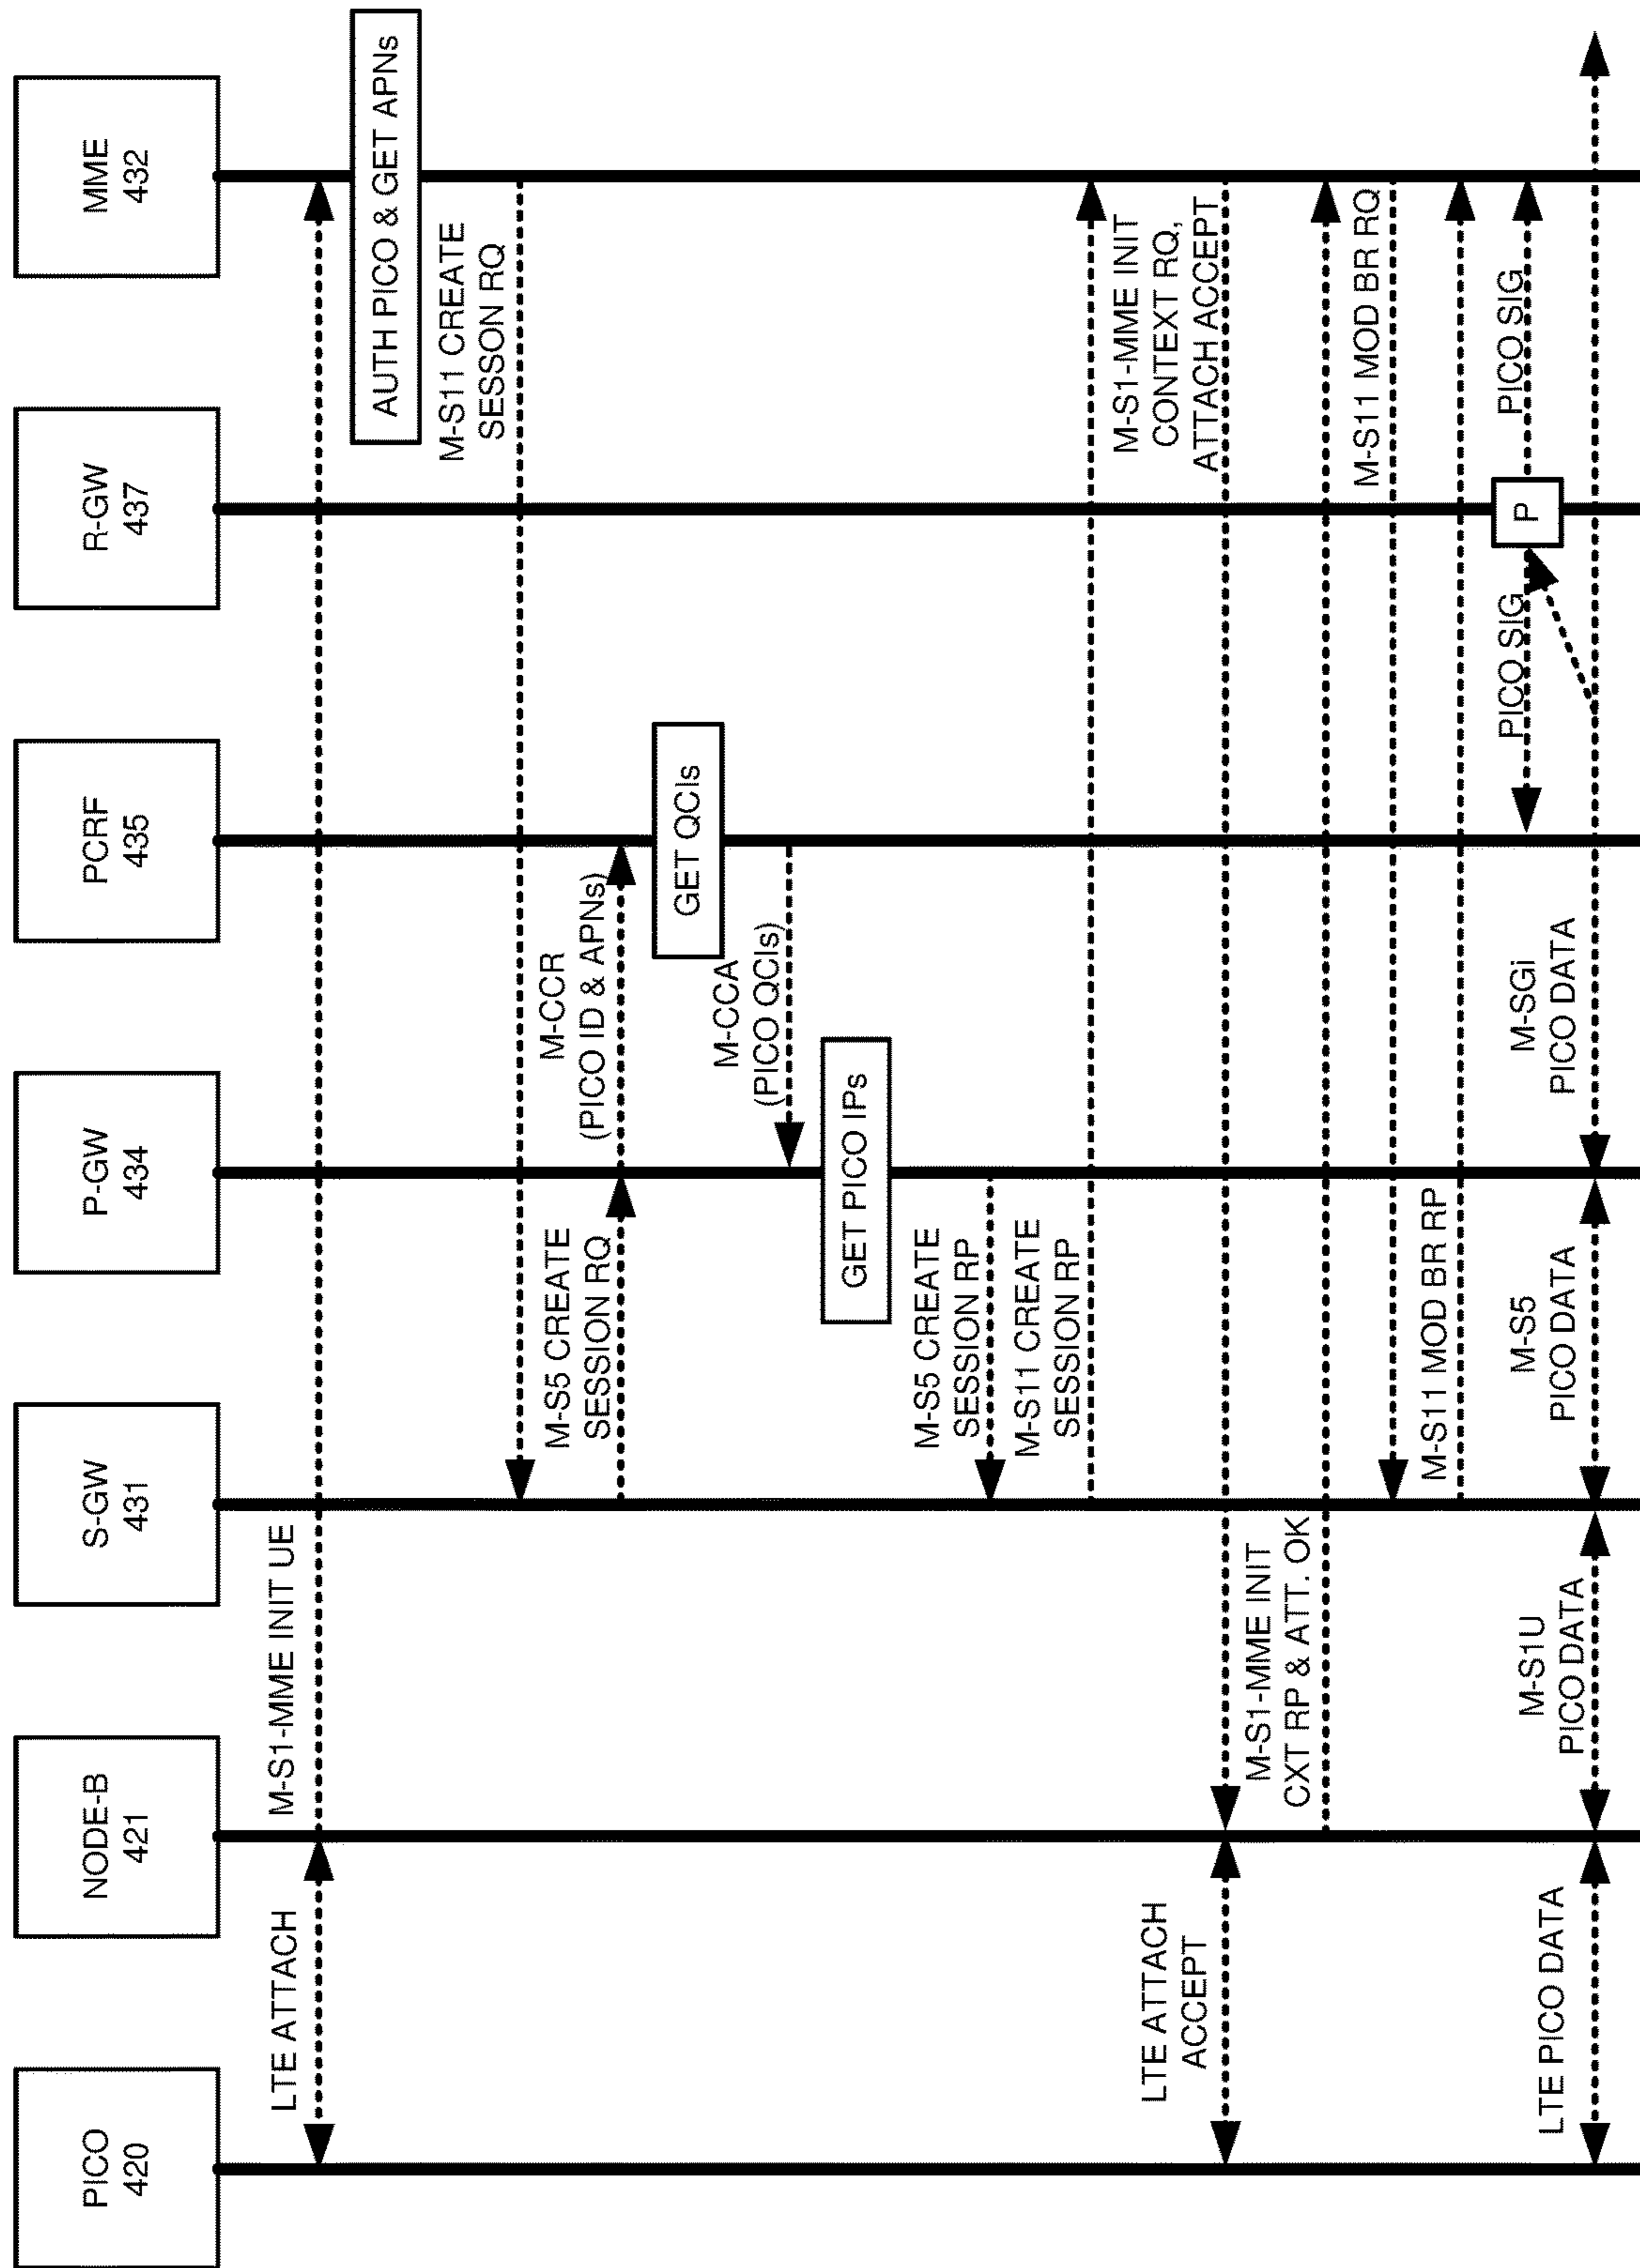 PICO
420
NODE-B
421
S-GW
431
P-GW
434
PCRF
435
R-GW
437
MME
432
LTE ATTACH
M-S1-MME INIT UE
AUTH PICO & GET APNs
M-S11 CREATE
SESSON RQ
M-S5 CREATE
SESSION RQ
M-CCR
(PICO ID & APNs)
GET QCIs
M-CCA
(PICO QCIs)
GET PICO IPs
M-S5 CREATE
SESSION RP
M-S11 CREATE
SESSION RP
M-S1-MME INIT
CONTEXT RQ,
ATTACH ACCEPT
LTE ATTACH
ACCEPT
M-S1-MME INIT
CXT RP & ATT. OK
M-S11 MOD BR RQ
M-S11 MOD BR RP
PICO SIG
P
PICO SIG
LTE PICO DATA
M-S1U
PICO DATA
M-S5
PICO DATA
M-SGi
PICO DATA